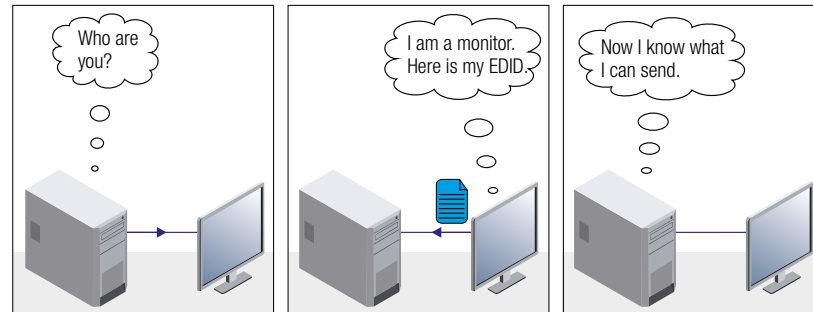 Who are
you?
I am a monitor.
Here is my EDID.
Now I know what
I can send.